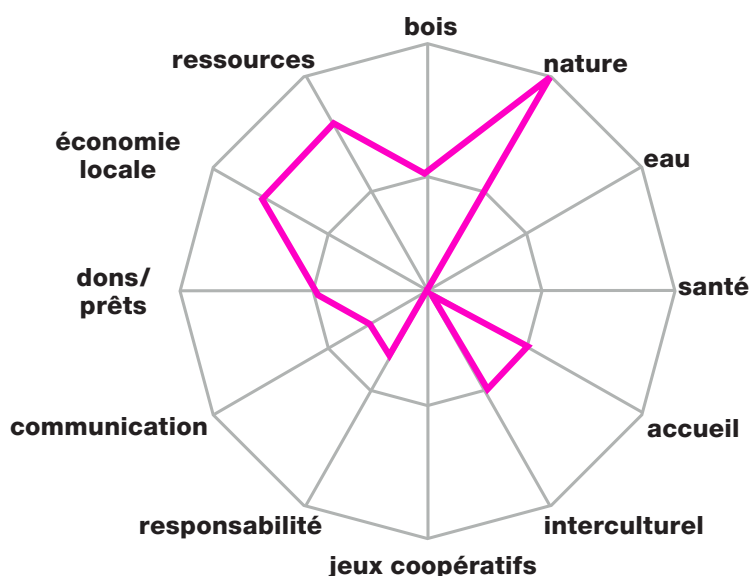 bois
nature
eau
santé
accueil
interculturel
jeux coopératifs
responsabilité
communication
dons/
prêts
économie
locale
ressources